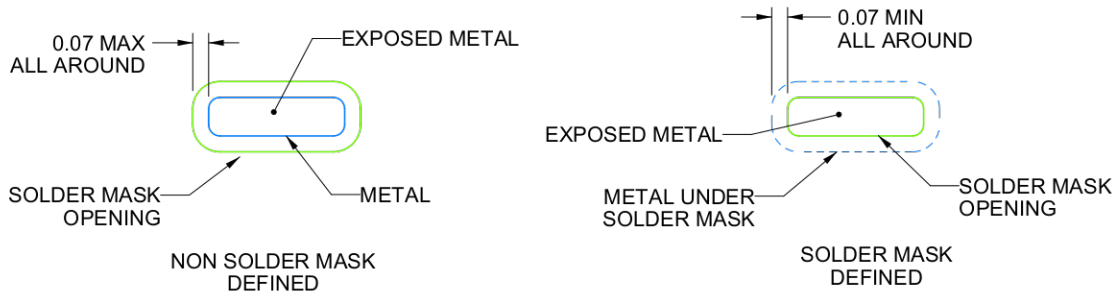 0.07 MAX
ALL AROUND
EXPOSED METAL
SOLDER MASK
OPENING
METAL
NON SOLDER MASK
DEFINED
0.07 MIN
ALL AROUND
EXPOSED METAL
METAL UNDER
SOLDER MASK
SOLDER MASK
OPENING
SOLDER MASK
DEFINED